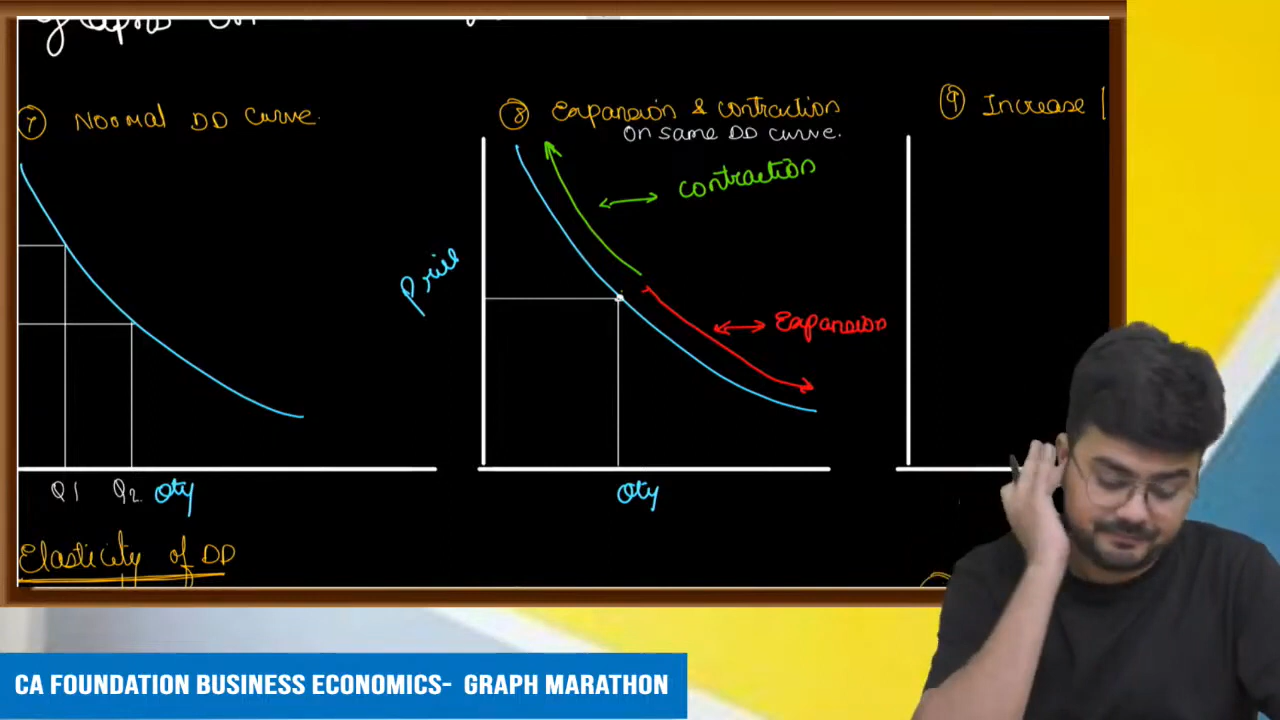 graphs
7 Normal DD Curve
8 Expansion & contraction
On same DD curve.
9 Increase |
Contraction
Price
Expansion
Q1 Q2 Qty
Qty
Elasticity of DD
CA FOUNDATION BUSINESS ECONOMICS- GRAPH MARATHON